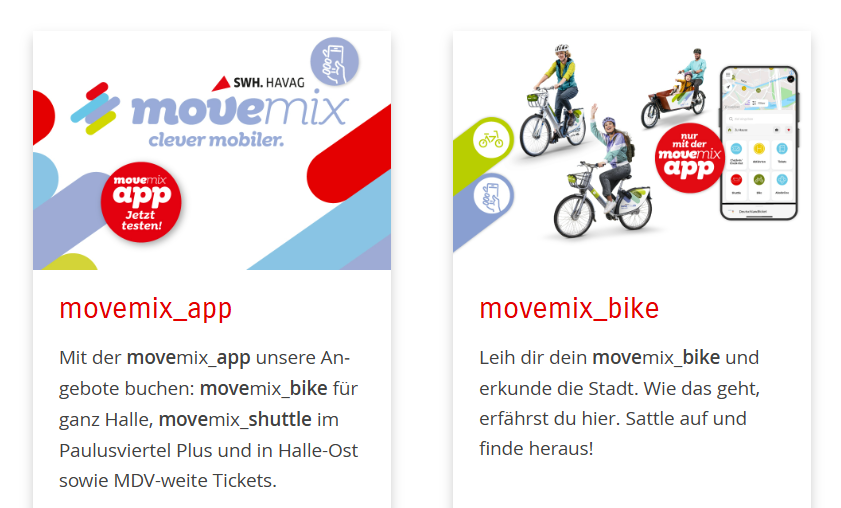 SWH. HAVAG
movemix
clever mobiler.
movemix
app
Jetzt
testen!
movemix_app
Mit der movemix_app unsere An-
gebote buchen: movemix_bike für
ganz Halle, movemix_shuttle im
Paulusviertel Plus und in Halle-Ost
sowie MDV-weite Tickets.
nur
mit der
movemix
app
movemix_bike
Leih dir dein movemix_bike und
erkunde die Stadt. Wie das geht,
erfährst du hier. Sattle auf und
finde heraus!